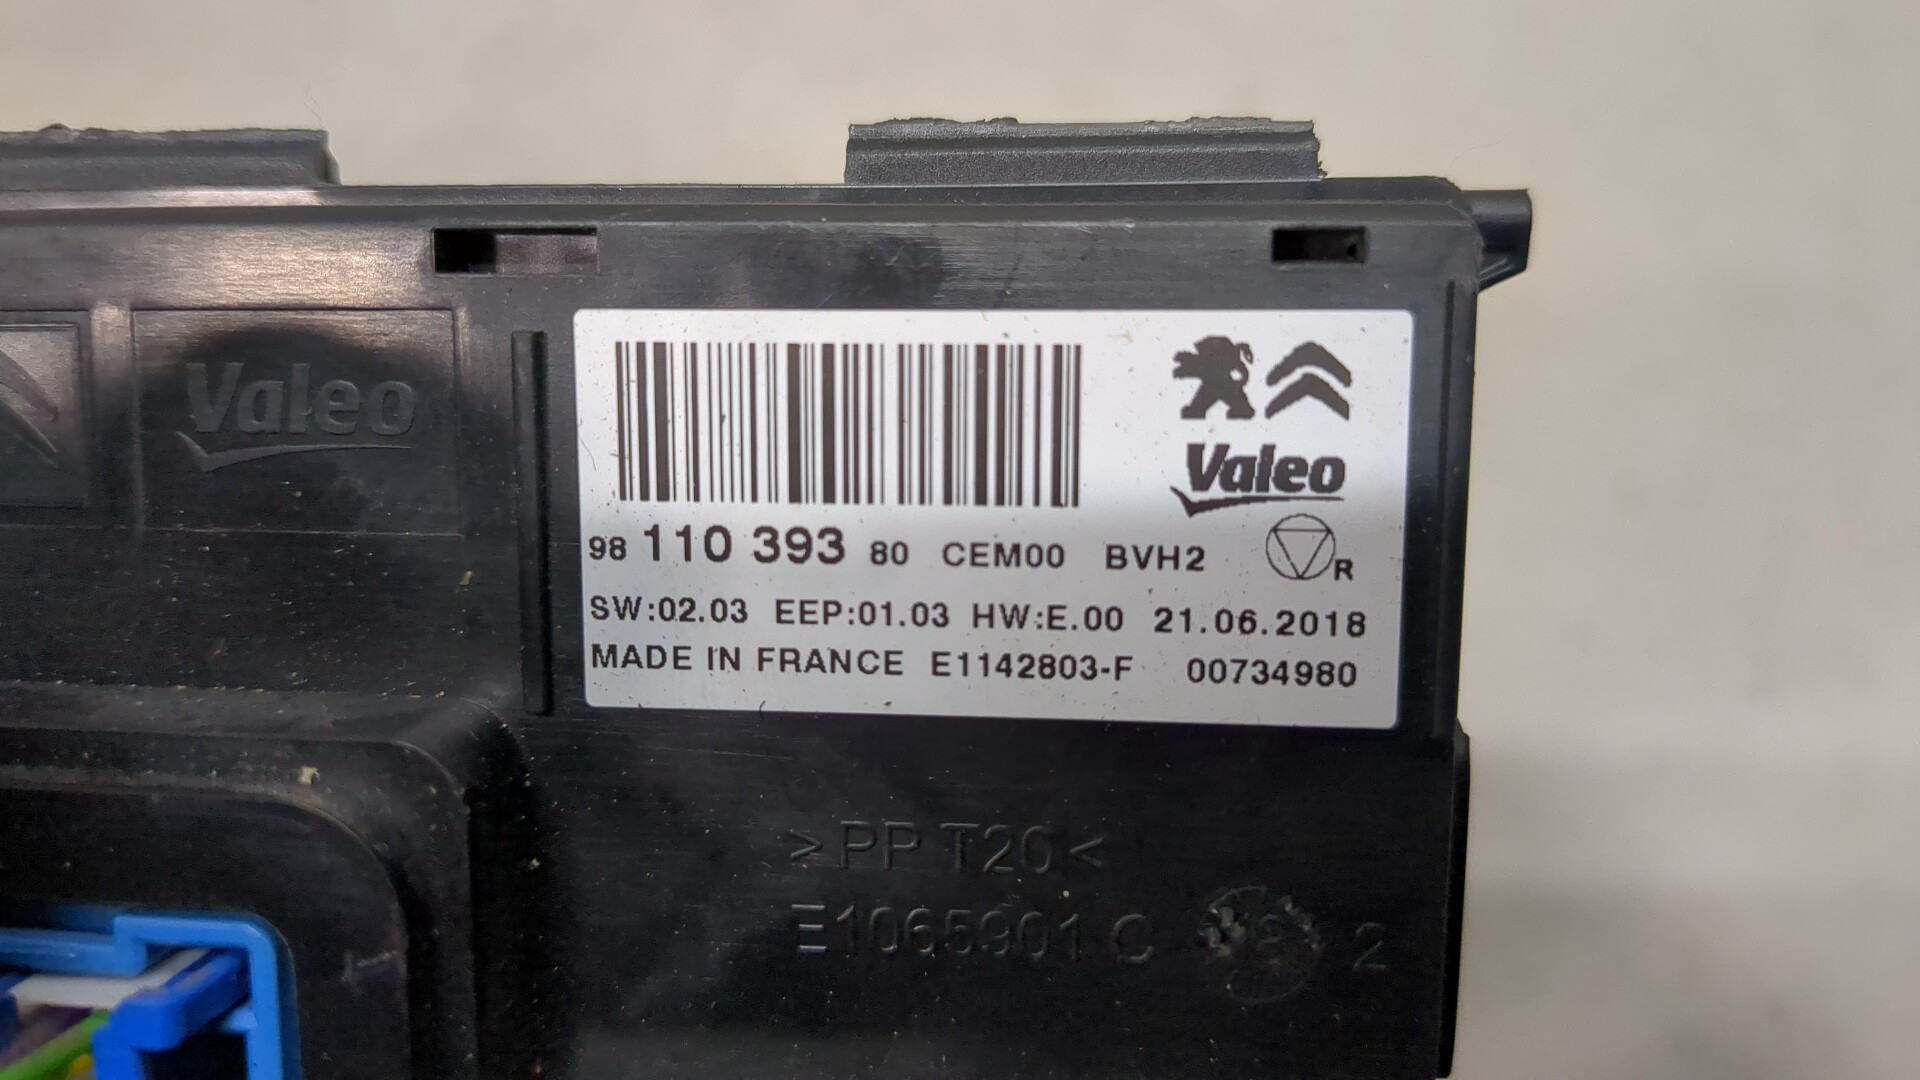 Valeo
Valeo
98 110 393 80 CEM00 BVH2
R
SW:02.03 EEP:01.03 HW:E.00 21.06.2018
MADE IN FRANCE E1142803-F 00734980
>PP T20<
E1065901 C 2